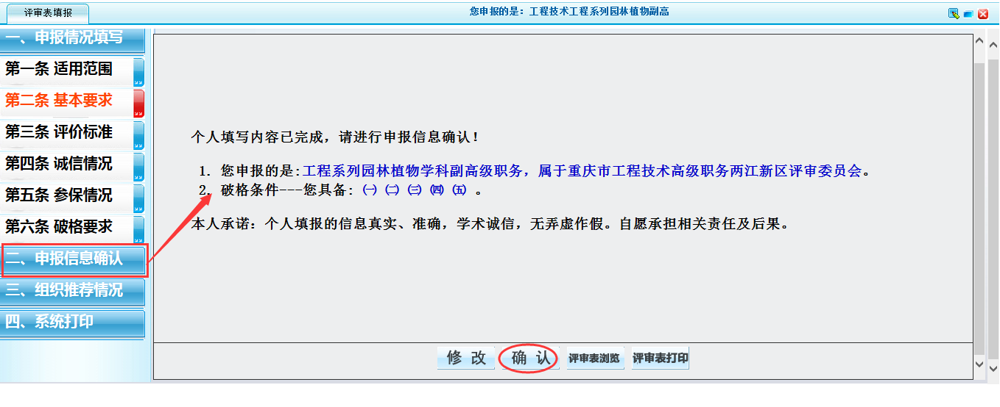 评审表填报
您申报的是：工程技术工程系列园林植物副高
一、申报情况填写
第一条 适用范围
第二条 基本要求
第三条 评价标准
第四条 诚信情况
第五条 参保情况
第六条 破格要求
二、申报信息确认
三、组织推荐情况
四、系统打印
个人填写内容已完成，请进行申报信息确认！
1. 您申报的是:工程系列园林植物学科副高级职务，属于重庆市工程技术高级职务两江新区评审委员会。
2. 破格条件---您具备: ㈠ ㈡ ㈢ ㈣ ㈤ 。
本人承诺：个人填报的信息真实、准确，学术诚信，无弄虚作假。自愿承担相关责任及后果。
修 改 确 认 评审表浏览 评审表打印